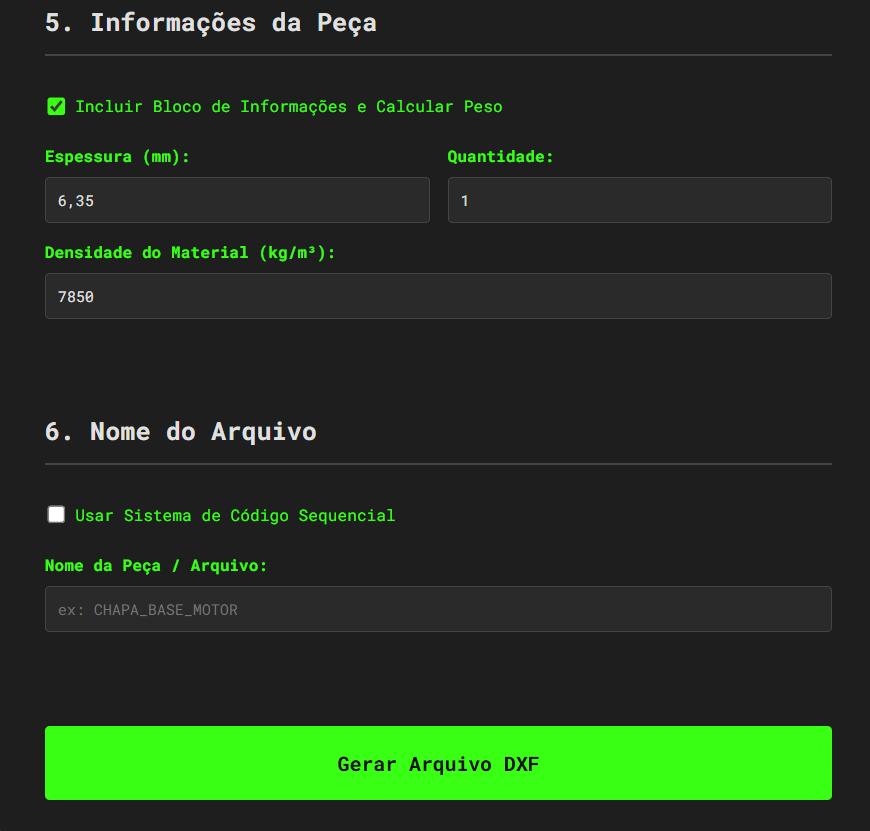 5. Informações da Peça
Incluir Bloco de Informações e Calcular Peso
Espessura (mm):
Quantidade:
6,35
1
Densidade do Material (kg/m³):
7850
6. Nome do Arquivo
Usar Sistema de Código Sequencial
Nome da Peça / Arquivo:
ex: CHAPA_BASE_MOTOR
Gerar Arquivo DXF